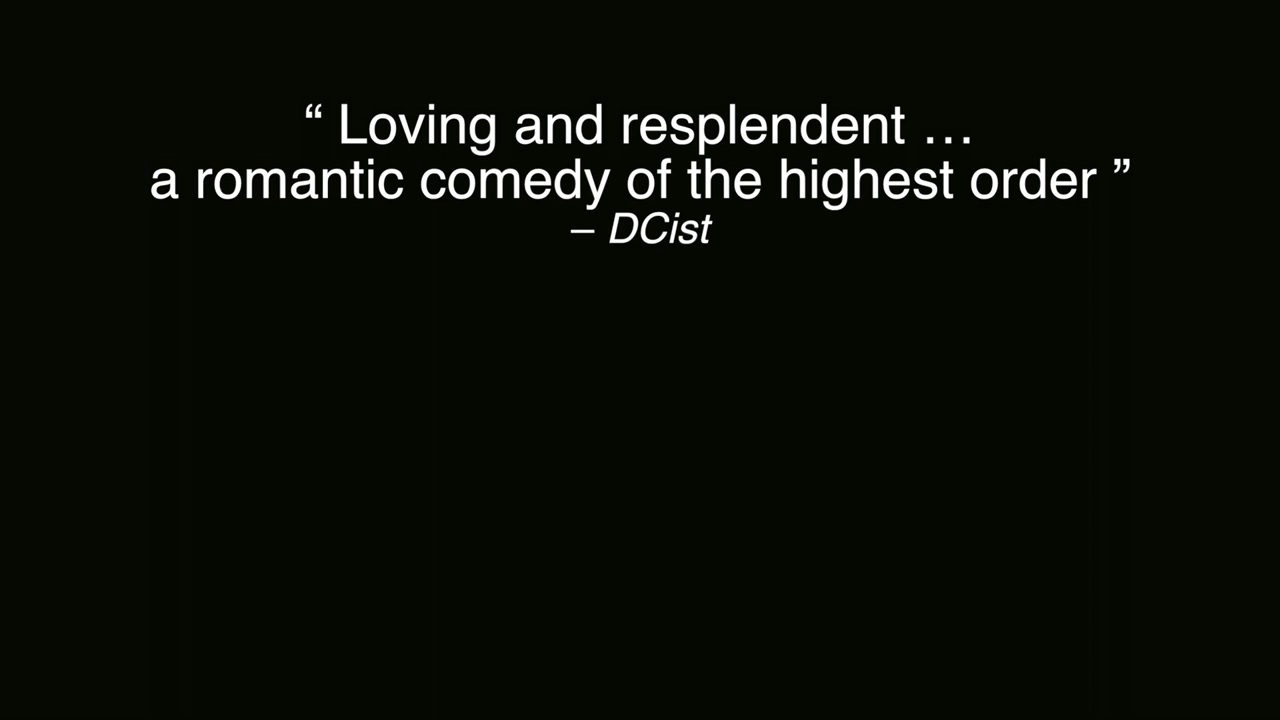 “ Loving and resplendent …
a romantic comedy of the highest order ”
– DCist